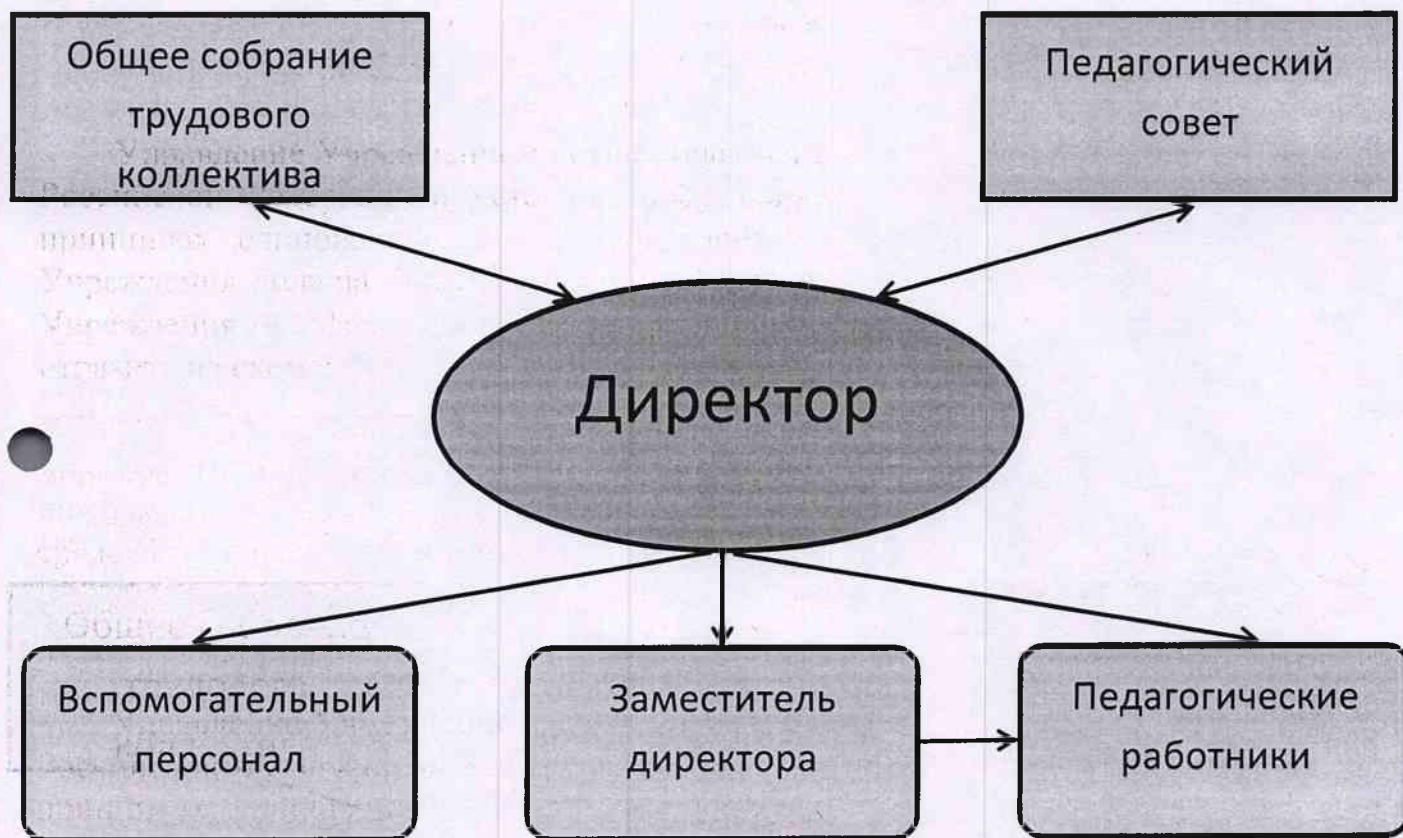 Общее собрание
трудового
коллектива
Педагогический
совет
Директор
Вспомогательный
персонал
Заместитель
директора
Педагогические
работники